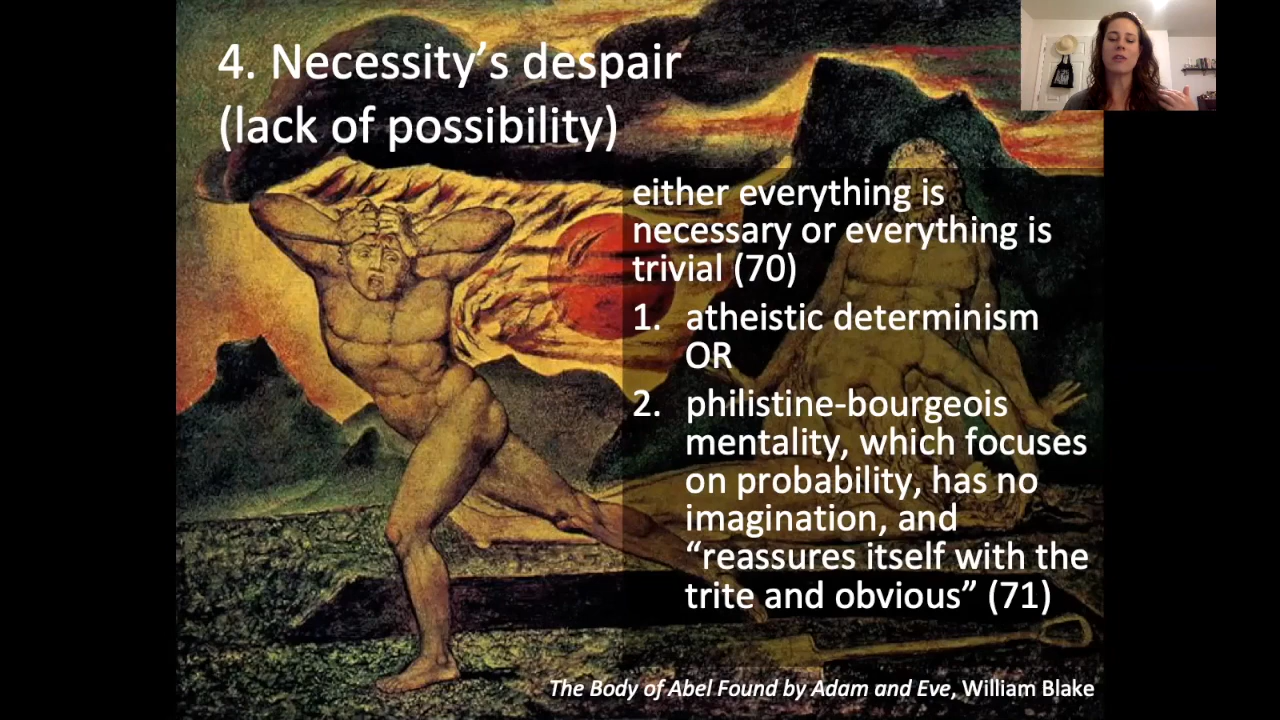 4. Necessity’s despair
(lack of possibility)
either everything is
necessary or everything is
trivial (70)
1. atheistic determinism
OR
2. philistine-bourgeois
mentality, which focuses
on probability, has no
imagination, and
“reassures itself with the
trite and obvious” (71)
The Body of Abel Found by Adam and Eve, William Blake